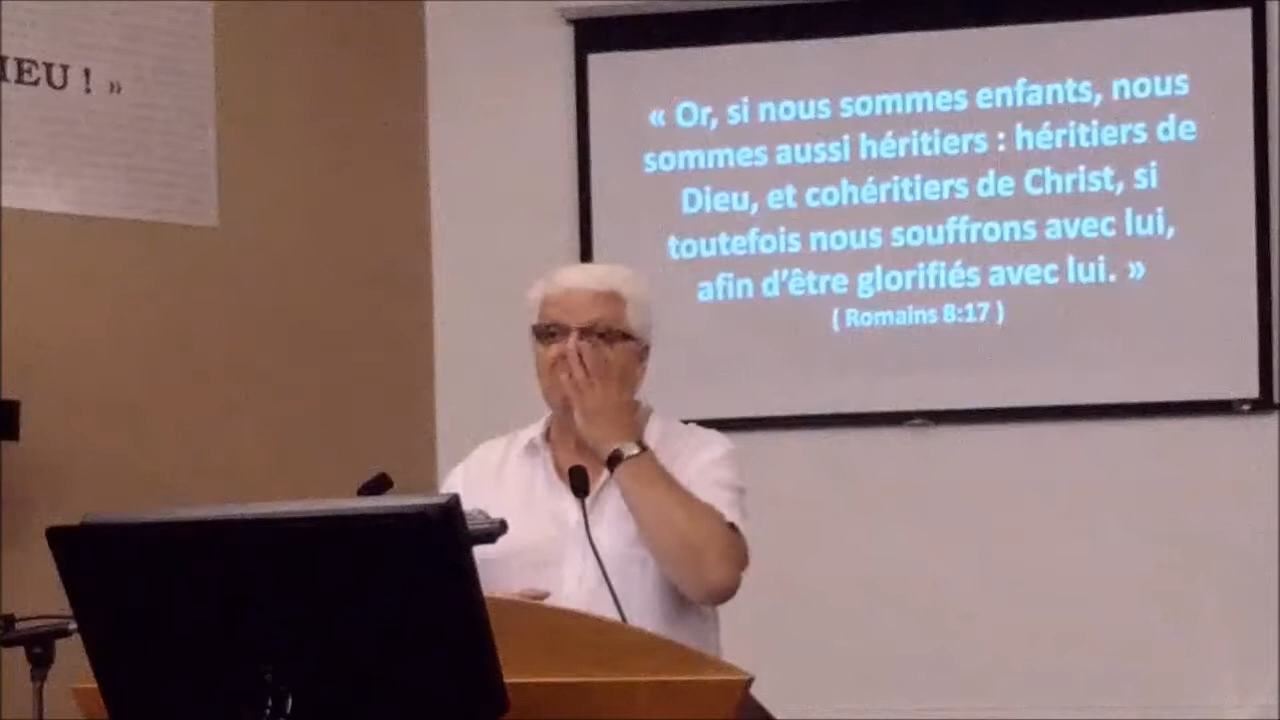 IEU ! »
« Or, si nous sommes enfants, nous
sommes aussi héritiers : héritiers de
Dieu, et cohéritiers de Christ, si
toutefois nous souffrons avec lui,
afin d’être glorifiés avec lui. »
( Romains 8:17 )